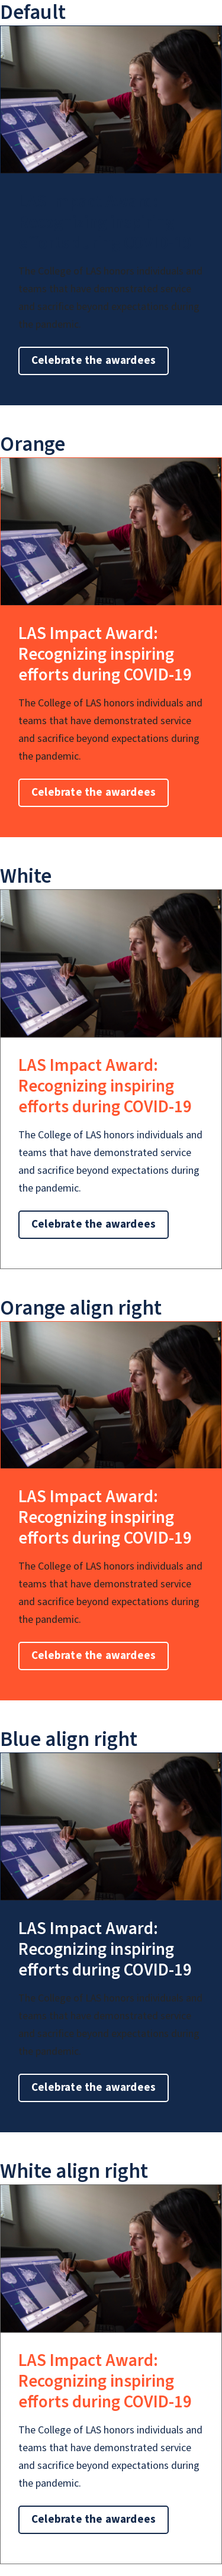 Default
Celebrate the awardees
Orange
LAS Impact Award:
Recognizing inspiring
efforts during COVID-19
The College of LAS honors individuals and
teams that have demonstrated service
and sacrifice beyond expectations during
the pandemic.
Celebrate the awardees
White
LAS Impact Award:
Recognizing inspiring
efforts during COVID-19
The College of LAS honors individuals and
teams that have demonstrated service
and sacrifice beyond expectations during
the pandemic.
Celebrate the awardees
Orange align right
LAS Impact Award:
Recognizing inspiring
efforts during COVID-19
The College of LAS honors individuals and
teams that have demonstrated service
and sacrifice beyond expectations during
the pandemic.
Celebrate the awardees
Blue align right
LAS Impact Award:
Recognizing inspiring
efforts during COVID-19
Celebrate the awardees
White align right
LAS Impact Award:
Recognizing inspiring
efforts during COVID-19
The College of LAS honors individuals and
teams that have demonstrated service
and sacrifice beyond expectations during
the pandemic.
Celebrate the awardees